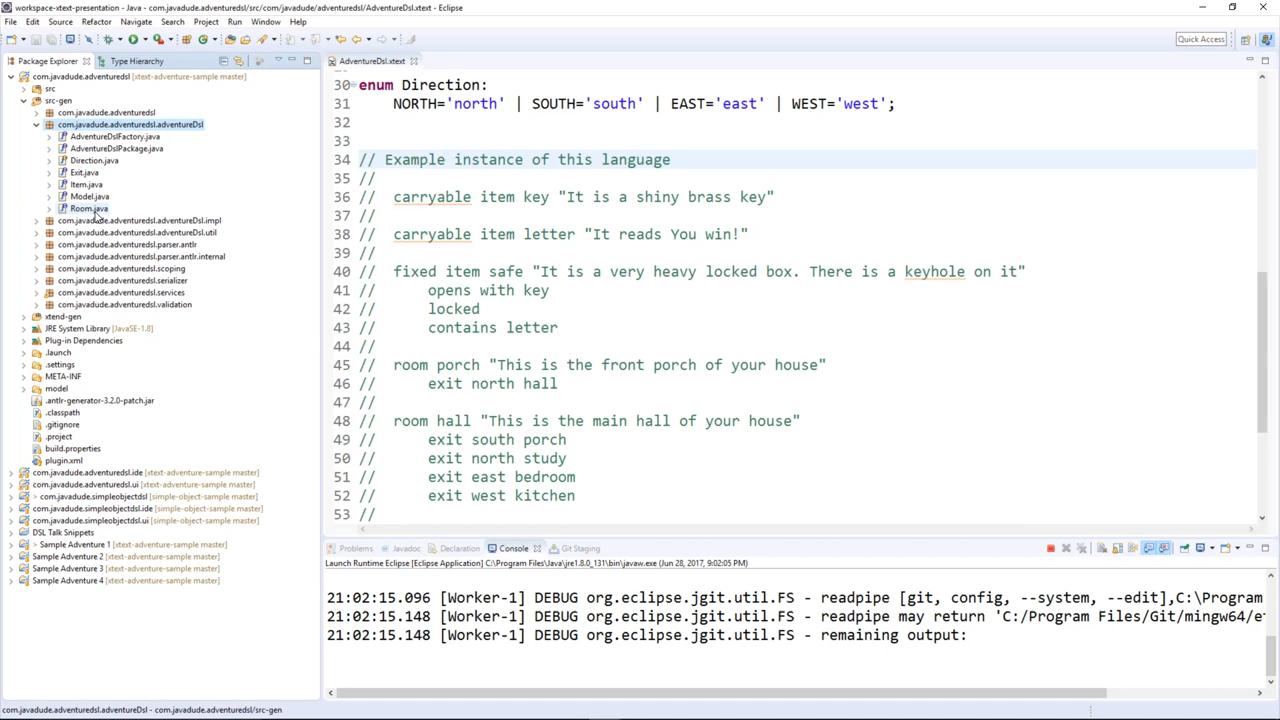 workspace-xtext-presentation - Java - com.javadude.adventuredsl/src/com/javadude/adventuredsl/AdventureDsl.xtext - Eclipse
File Edit Source Refactor Navigate Search Project Run Window Help
Quick Access
Package Explorer
Type Hierarchy
com.javadude.adventuredsl [xtext-adventure-sample master]
src
src-gen
com.javadude.adventuredsl
com.javadude.adventuredsl.adventureDsl
AdventureDslFactory.java
AdventureDslPackage.java
Direction.java
Exit.java
Item.java
Model.java
Room.java
com.javadude.adventuredsl.adventureDsl.impl
com.javadude.adventuredsl.adventureDsl.util
com.javadude.adventuredsl.parser.antlr
com.javadude.adventuredsl.parser.antlr.internal
com.javadude.adventuredsl.scoping
com.javadude.adventuredsl.serializer
com.javadude.adventuredsl.services
com.javadude.adventuredsl.validation
xtend-gen
JRE System Library [JavaSE-1.8]
Plug-in Dependencies
.launch
.settings
META-INF
model
.antlr-generator-3.2.0-patch.jar
.classpath
.gitignore
.project
build.properties
plugin.xml
com.javadude.adventuredsl.ide [xtext-adventure-sample master]
com.javadude.adventuredsl.ui [xtext-adventure-sample master]
> com.javadude.simpleobjectdsl [simple-object-dsl master]
com.javadude.simpleobjectdsl.ide [simple-object-dsl master]
com.javadude.simpleobjectdsl.ui [simple-object-dsl master]
DSL Talk Snippets
> Sample Adventure 1 [xtext-adventure-sample master]
Sample Adventure 2 [xtext-adventure-sample master]
Sample Adventure 3 [xtext-adventure-sample master]
Sample Adventure 4 [xtext-adventure-sample master]
AdventureDsl.xtext
30 enum Direction:
31 NORTH='north' | SOUTH='south' | EAST='east' | WEST='west';
32
33
34 // Example instance of this language
35 //
36 // carryable item key "It is a shiny brass key"
37 //
38 // carryable item letter "It reads You win!"
39 //
40 // fixed item safe "It is a very heavy locked box. There is a keyhole on it"
41 // opens with key
42 // locked
43 // contains letter
44 //
45 // room porch "This is the front porch of your house"
46 // exit north hall
47 //
48 // room hall "This is the main hall of your house"
49 // exit south porch
50 // exit north study
51 // exit east bedroom
52 // exit west kitchen
53 //
Problems Javadoc Declaration Console Git Staging
Launch Runtime Eclipse [Eclipse Application] C:\Program Files\Java\jre1.8.0_131\bin\javaw.exe (Jun 28, 2017, 9:02:05 PM)
21:02:15.096 [Worker-1] DEBUG org.eclipse.jgit.util.FS - readpipe [git, config, --system, --edit],C:\Program
21:02:15.148 [Worker-1] DEBUG org.eclipse.jgit.util.FS - readpipe may return 'C:/Program Files/Git/mingw64/e
21:02:15.148 [Worker-1] DEBUG org.eclipse.jgit.util.FS - remaining output:
com.javadude.adventuredsl.adventureDsl - com.javadude.adventuredsl/src-gen